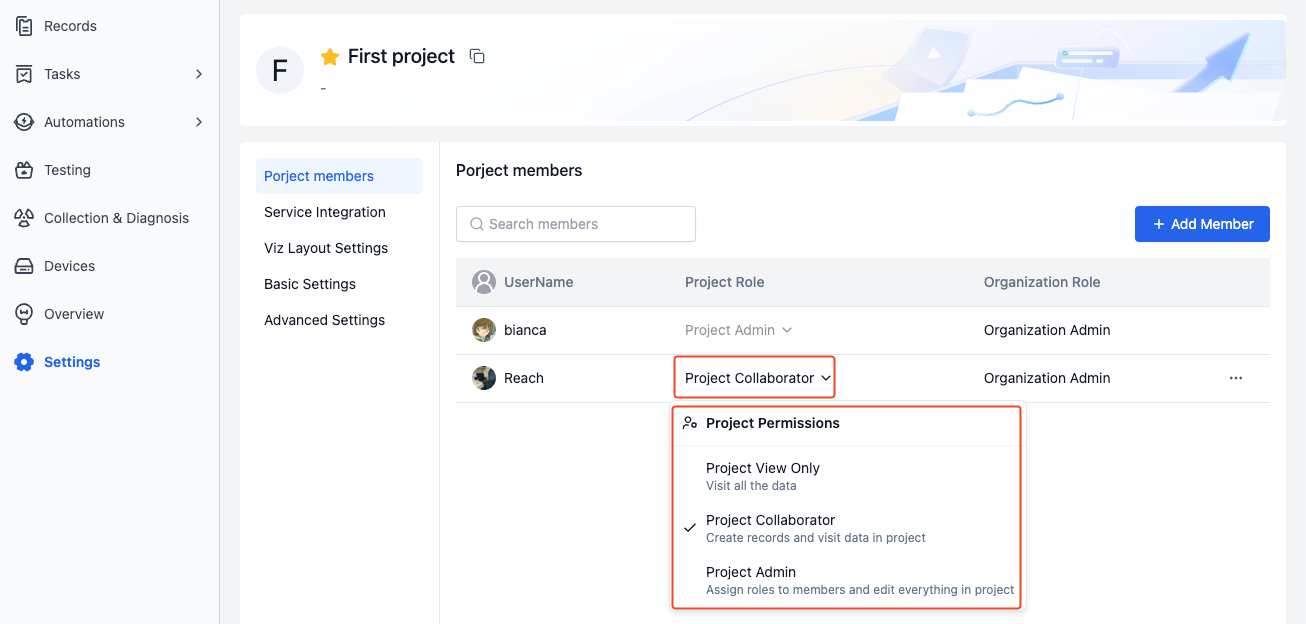 Records
Tasks
Automations
Testing
Collection & Diagnosis
Devices
Overview
Settings
F
First project
-
Porject members
Service Integration
Viz Layout Settings
Basic Settings
Advanced Settings
Porject members
Search members
+ Add Member
UserName Project Role Organization Role
bianca Project Admin Organization Admin
Reach Project Collaborator Organization Admin ...
Project Permissions
Project View Only
Visit all the data
Project Collaborator
Create records and visit data in project
Project Admin
Assign roles to members and edit everything in project